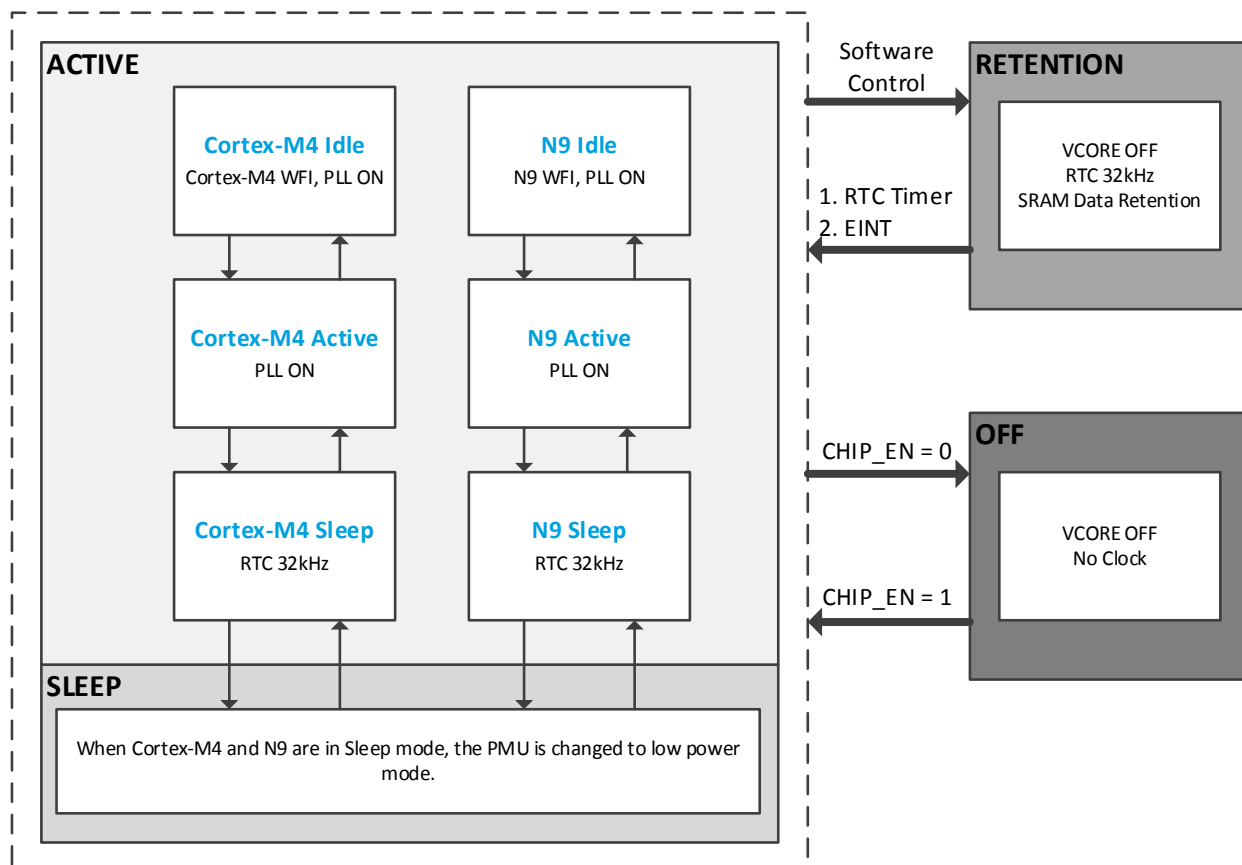 ACTIVE
Cortex-M4 Idle
Cortex-M4 WFI, PLL ON
N9 Idle
N9 WFI, PLL ON
Cortex-M4 Active
PLL ON
N9 Active
PLL ON
Cortex-M4 Sleep
RTC 32kHz
N9 Sleep
RTC 32kHz
SLEEP
When Cortex-M4 and N9 are in Sleep mode, the PMU is changed to low power
mode.
Software
Control
1. RTC Timer
2. EINT
RETENTION
VCORE OFF
RTC 32kHz
SRAM Data Retention
CHIP_EN = 0
CHIP_EN = 1
OFF
VCORE OFF
No Clock